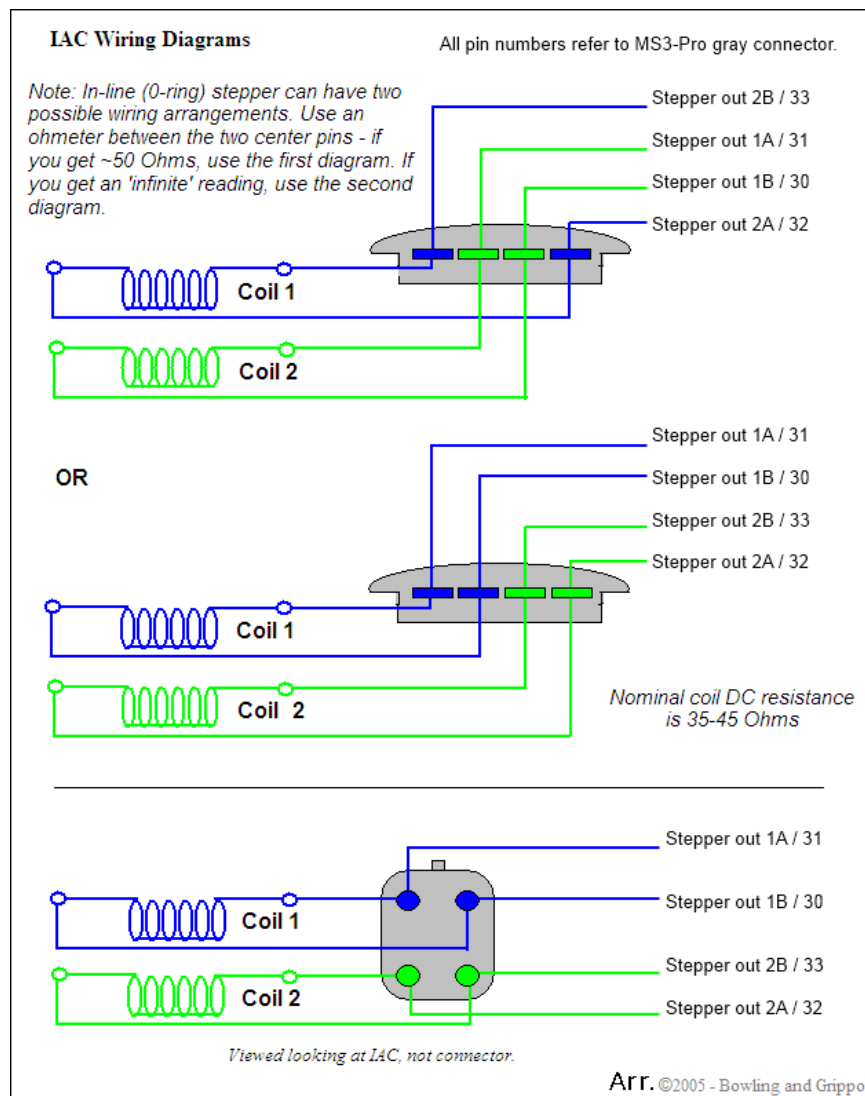 IAC Wiring Diagrams
All pin numbers refer to MS3-Pro gray connector.
Note: In-line (0-ring) stepper can have two
possible wiring arrangements. Use an
ohmeter between the two center pins - if
you get ~50 Ohms, use the first diagram. If
you get an 'infinite' reading, use the second
diagram.
Stepper out 2B / 33
Stepper out 1A / 31
Stepper out 1B / 30
Stepper out 2A / 32
Coil 1
Coil 2
OR
Stepper out 1A / 31
Stepper out 1B / 30
Stepper out 2B / 33
Stepper out 2A / 32
Coil 1
Coil 2
Nominal coil DC resistance
is 35-45 Ohms
Stepper out 1A / 31
Stepper out 1B / 30
Stepper out 2B / 33
Stepper out 2A / 32
Coil 1
Coil 2
Viewed looking at IAC, not connector.
Arr. ©2005 - Bowling and Grippo